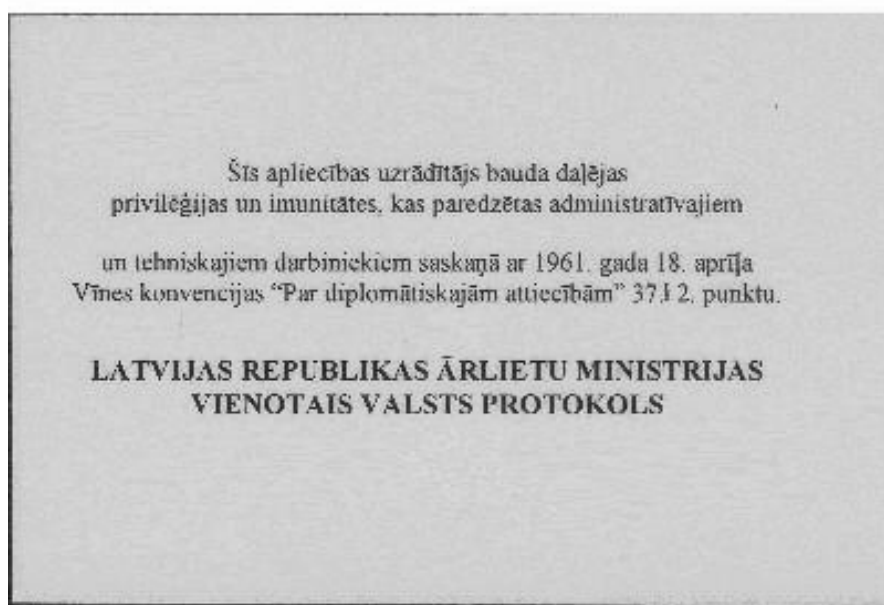 Šīs apliecības uzrādītājs bauda daļējas
privilēģijas un imunitātes, kas paredzētas administratīvajiem
un tehniskajiem darbiniekiem saskaņā ar 1961. gada 18. aprīļa
Vīnes konvencijas “Par diplomātiskajām attiecībām” 37.§ 2. punktu.
LATVIJAS REPUBLIKAS ĀRLIETU MINISTRIJAS
VIENOTAIS VALSTS PROTOKOLS